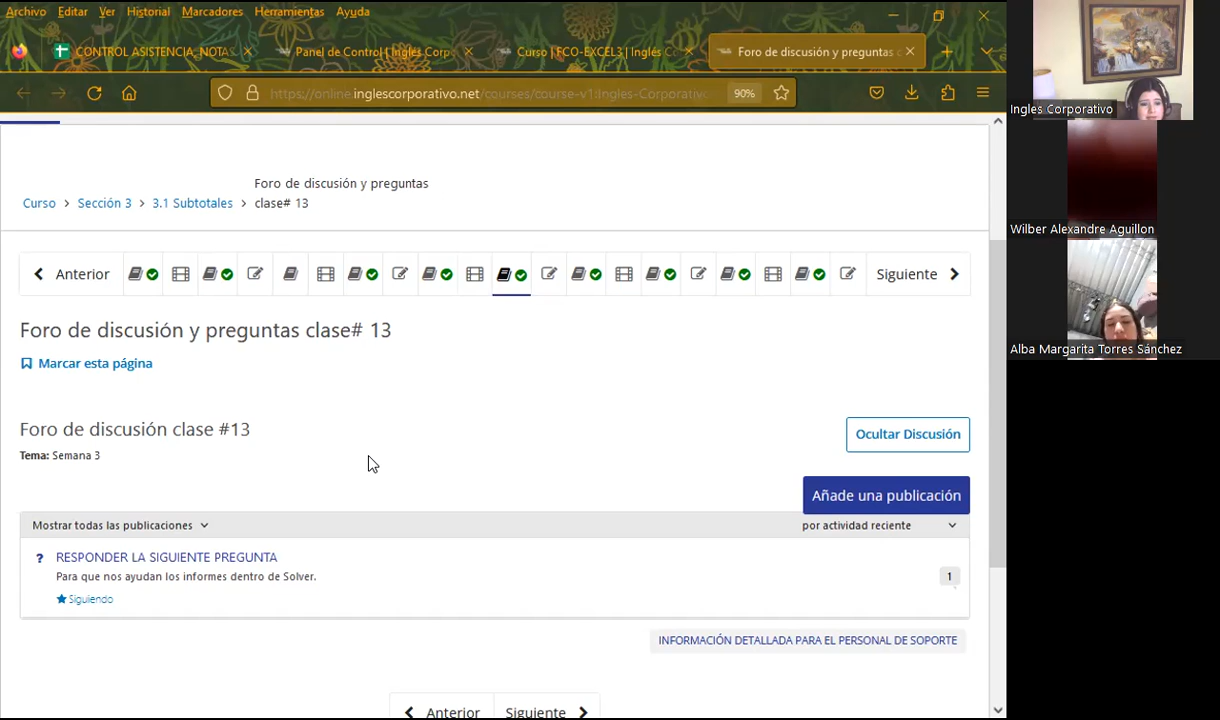 Archivo Editar Ver Historial Marcadores Herramientas Ayuda
CONTROL ASISTENCIA_NOTAS
Panel de Control | Inglés Corp
Curso | FCO-EXCEL3 | Inglés Co
Foro de discusión y preguntas c
https://online.inglescorporativo.net/courses/course-v1:Ingles-Corporativ
90%
Foro de discusión y preguntas
Curso > Sección 3 > 3.1 Subtotales > clase# 13
Anterior
Siguiente
Foro de discusión y preguntas clase# 13
Marcar esta página
Foro de discusión clase #13
Ocultar Discusión
Tema: Semana 3
Añade una publicación
Mostrar todas las publicaciones
por actividad reciente
? RESPONDER LA SIGUIENTE PREGUNTA
Para que nos ayudan los informes dentro de Solver.
1
Siguiendo
INFORMACIÓN DETALLADA PARA EL PERSONAL DE SOPORTE
Anterior
Siguiente
Ingles Corporativo
Wilber Alexandre Aguillon
Alba Margarita Torres Sánchez